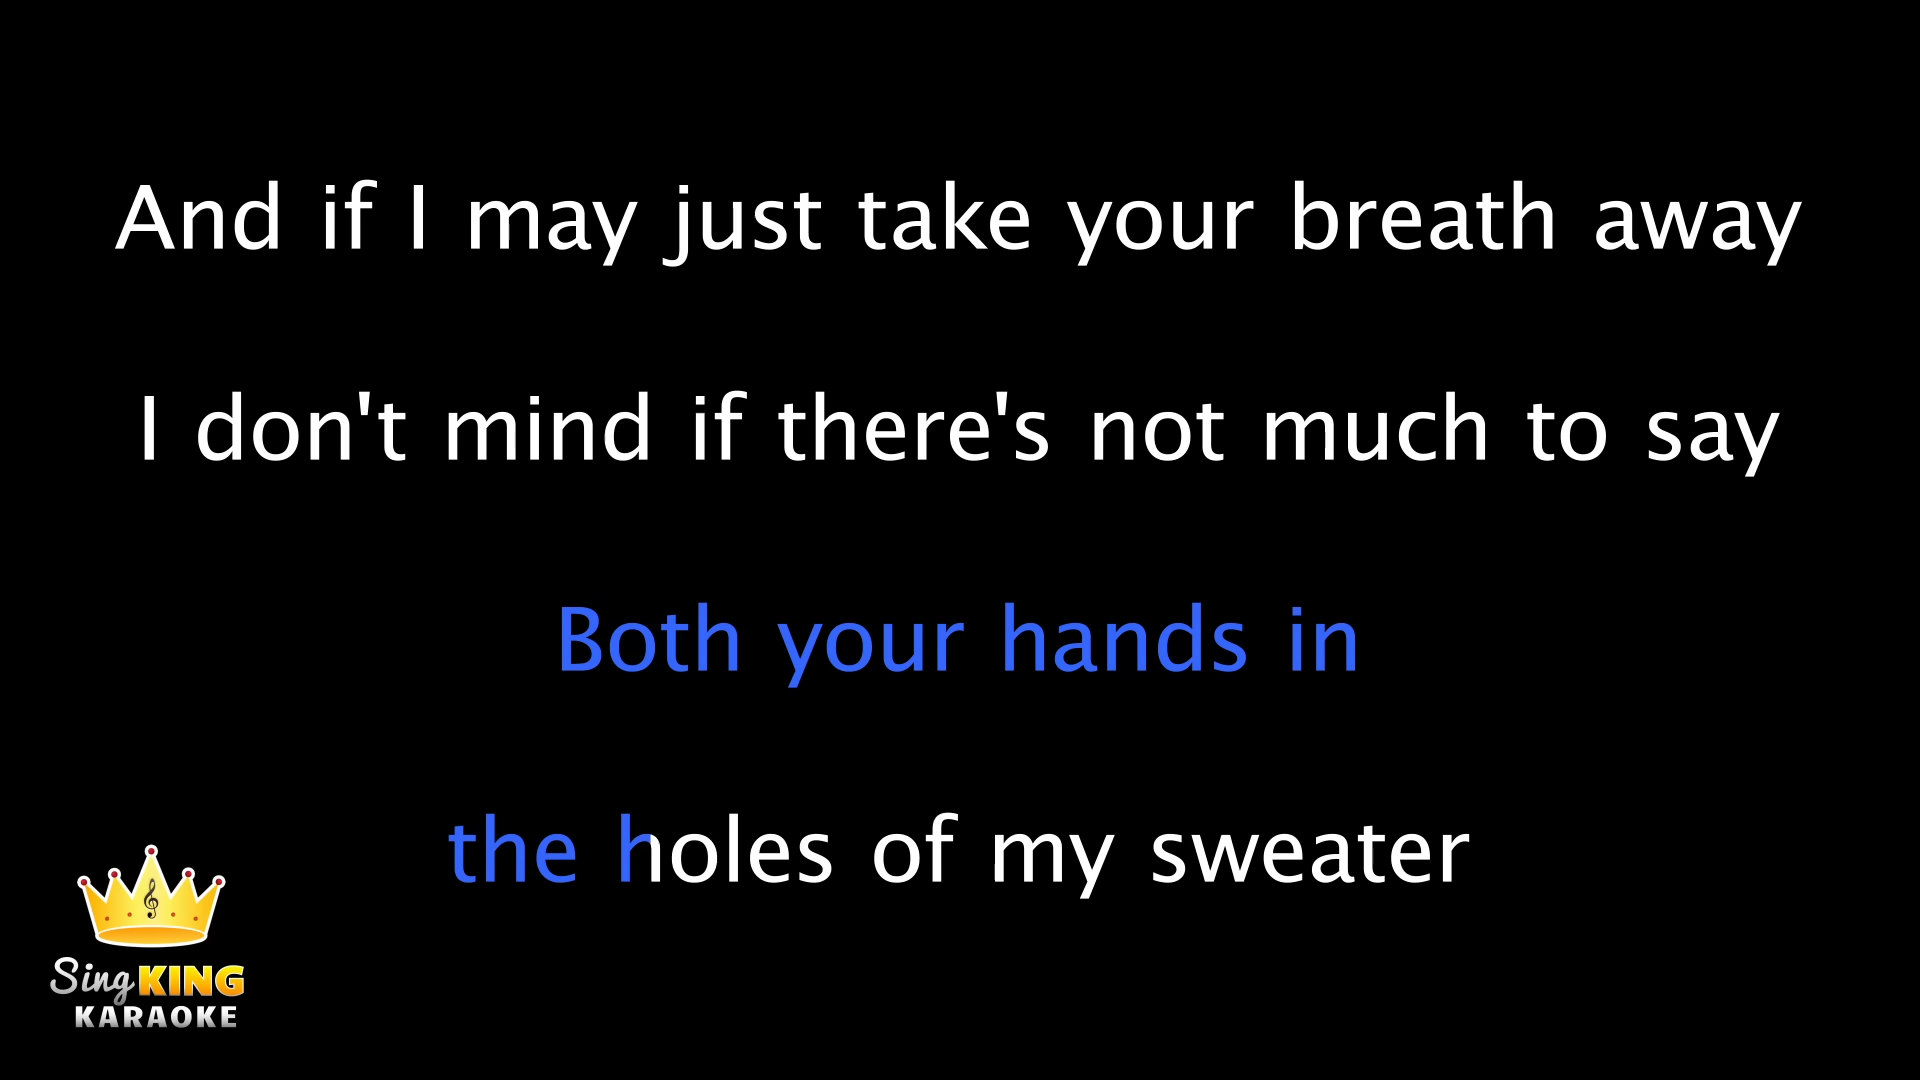 And if I may just take your breath away
I don't mind if there's not much to say
Both your hands in
the holes of my sweater
Sing KING
KARAOKE